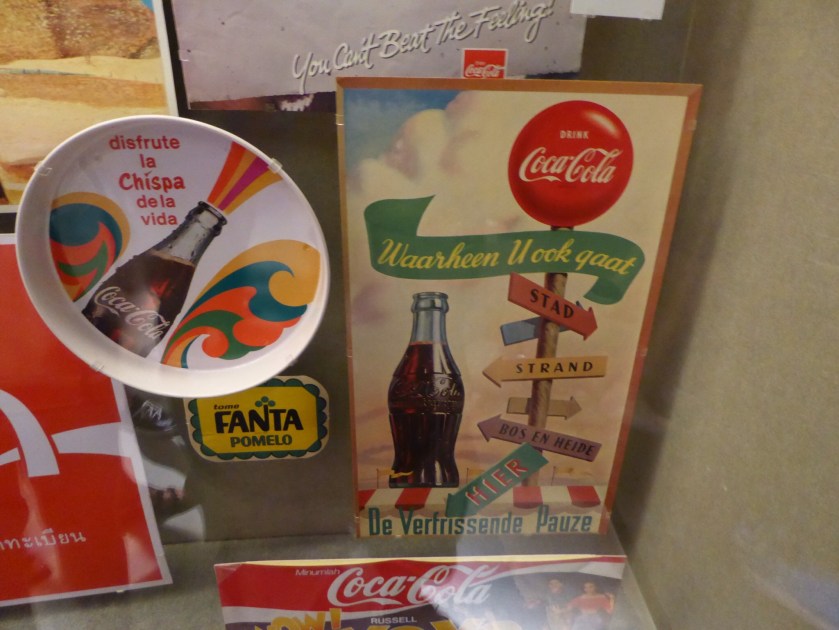 You Can't Beat The Feeling!
Coca-Cola
disfrute
la
Chispa
de la
vida
Coca-Cola
DRINK
Coca-Cola
Waarheen U ook gaat
STAD
STRAND
BOS EN HEIDE
HIER
De Verfrissende Pauze
tome
FANTA
POMELO
Coca-Cola
RUSSELL